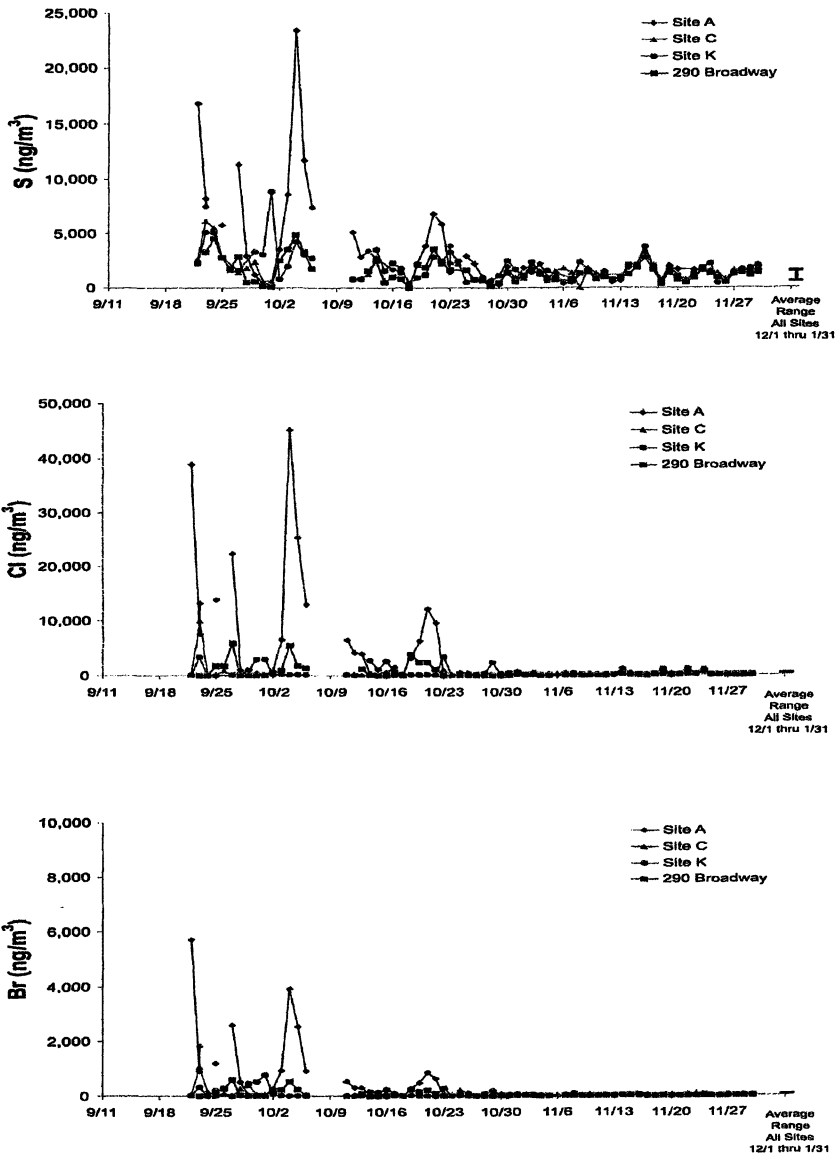 25,000
20,000
15,000
10,000
5,000
0
S (ng/m³)
Site A
Site C
Site K
290 Broadway
9/11 9/18 9/25 10/2 10/9 10/16 10/23 10/30 11/6 11/13 11/20 11/27
Average
Range
All Sites
12/1 thru 1/31
50,000
40,000
30,000
20,000
10,000
0
Cl (ng/m³)
Site A
Site C
Site K
290 Broadway
9/11 9/18 9/25 10/2 10/9 10/16 10/23 10/30 11/6 11/13 11/20 11/27
Average
Range
All Sites
12/1 thru 1/31
10,000
8,000
6,000
4,000
2,000
0
Br (ng/m³)
Site A
Site C
Site K
290 Broadway
9/11 9/18 9/25 10/2 10/9 10/16 10/23 10/30 11/6 11/13 11/20 11/27
Average
Range
All Sites
12/1 thru 1/31